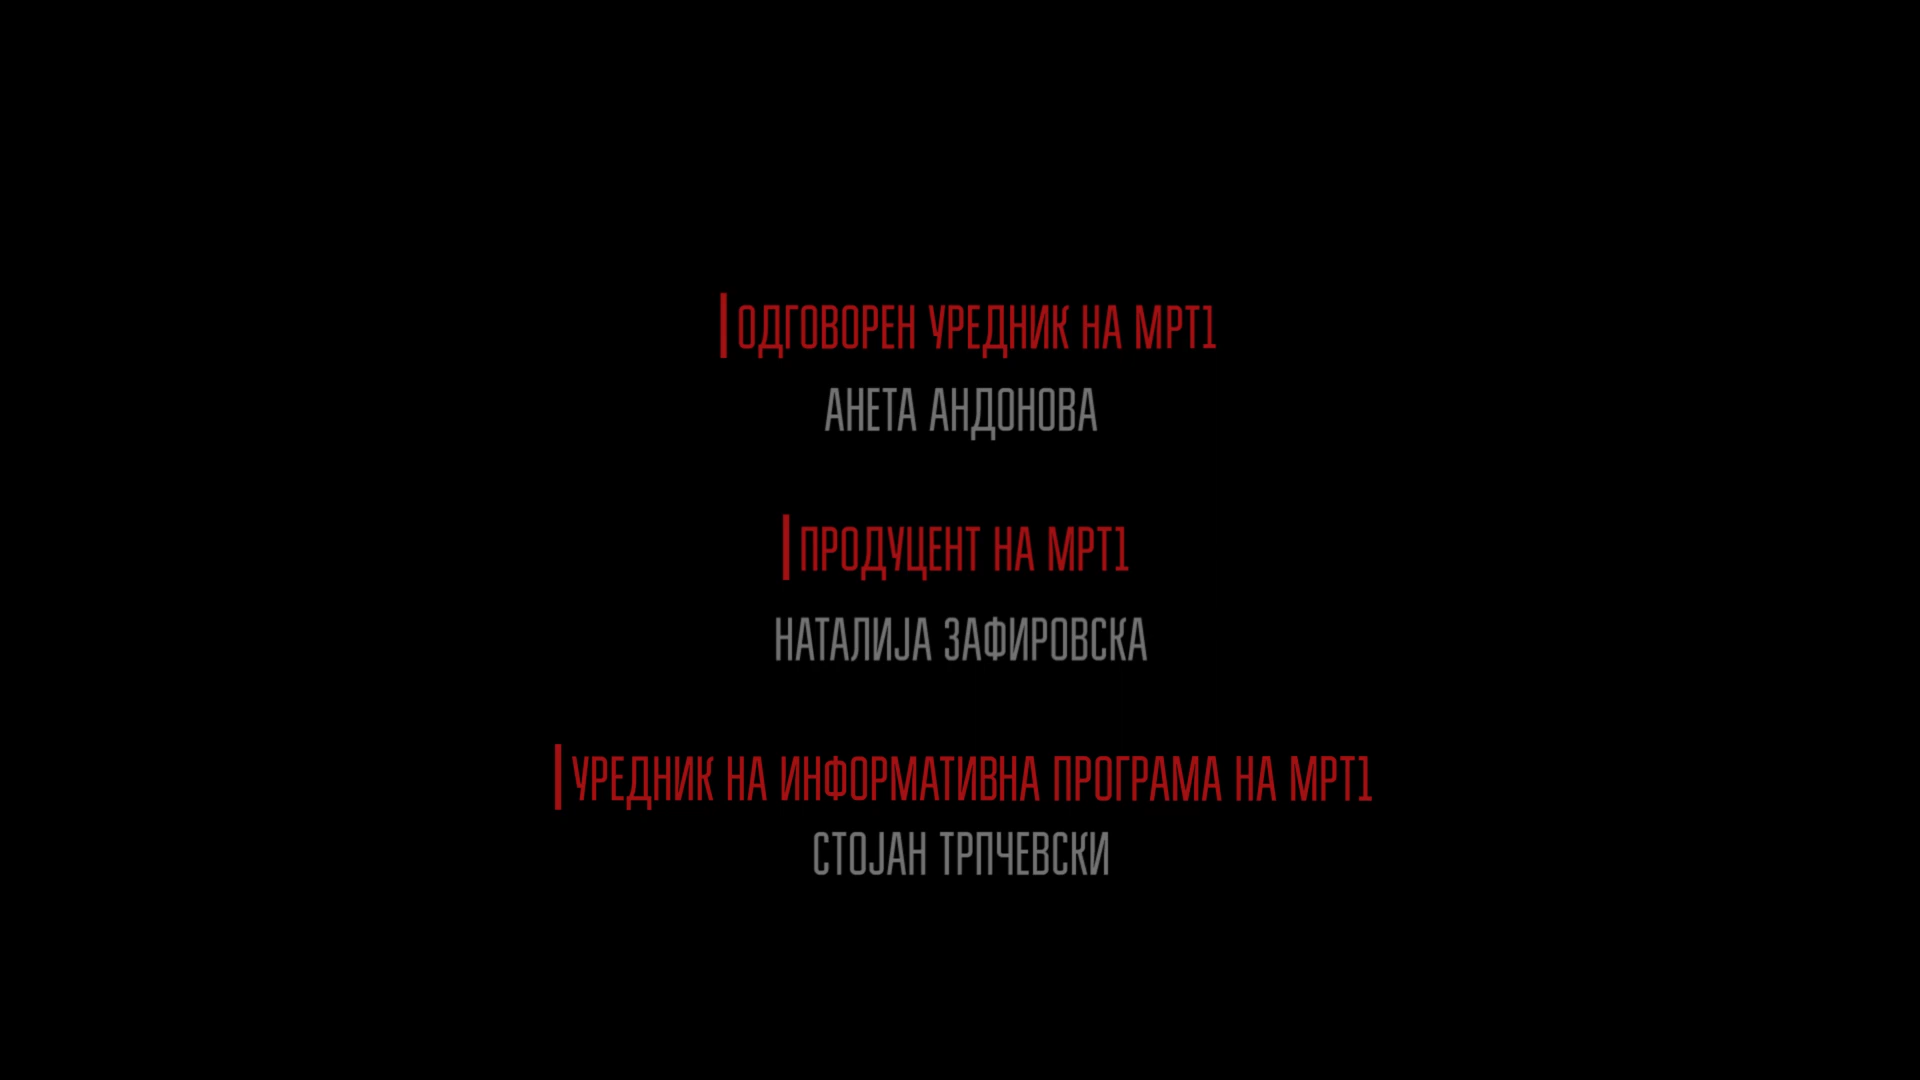 ОДГОВОРЕН УРЕДНИК НА МРТ1
АНЕТА АНДОНОВА
ПРОДУЦЕНТ НА МРТ1
НАТАЛИЈА ЗАФИРОВСКА
УРЕДНИК НА ИНФОРМАТИВНА ПРОГРАМА НА МРТ1
СТОЈАН ТРПЧЕВСКИ